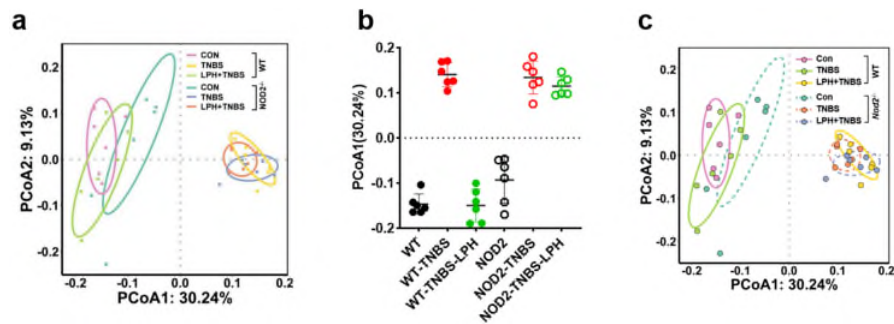 a
b
c
PCoA2: 9.13%
0.2
0.1
0.0
-0.1
-0.2
-0.2
-0.1
0.0
0.1
0.2
PCoA1: 30.24%
CON
TNBS
LPH+TNBS
WT
CON
TNBS
LPH+TNBS
NOD2-/-
PCoA1(30.24%)
0.2
0.1
0.0
-0.1
-0.2
WT
WT-TNBS
WT-TNBS-LPH
NOD2
NOD2-TNBS
NOD2-TNBS-LPH
PCoA2: 9.13%
0.2
0.1
0.0
-0.1
-0.2
-0.2
-0.1
0.0
0.1
0.2
PCoA1: 30.24%
Con
TNBS
LPH+TNBS
WT
Con
TNBS
LPH+TNBS
Nod2-/-